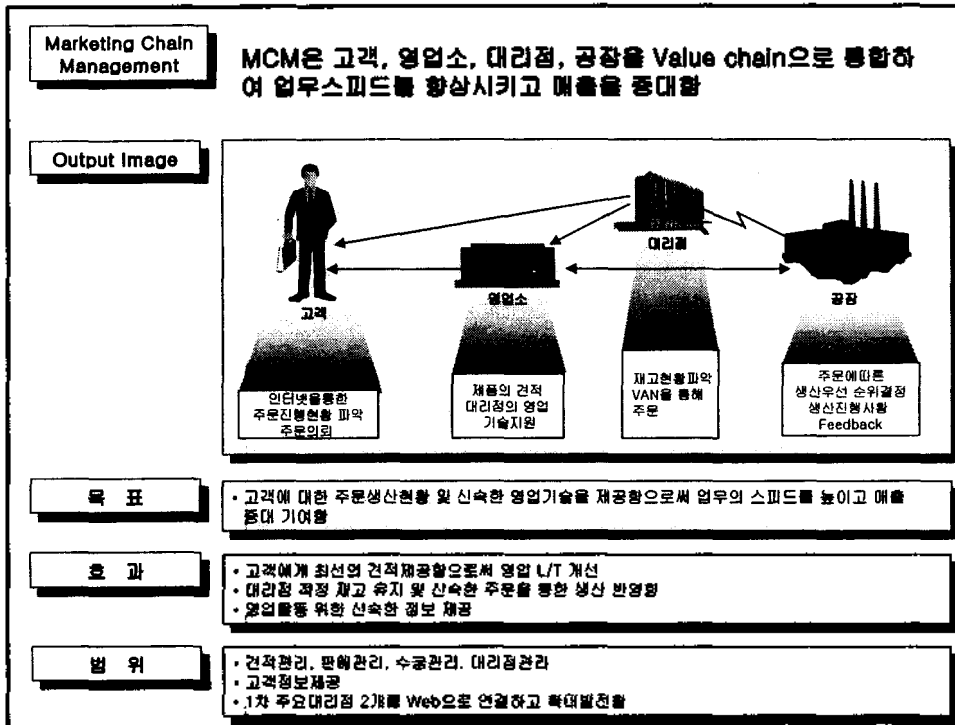 Marketing Chain
Management
MCM은 고객, 영업소, 대리점, 공장을 Value chain으로 통합하
여 업무스피드를 향상시키고 매출을 증대함
Output Image
대리점
고객
영업소
공장
인터넷을통한
주문진행현황 파악
주문의뢰
제품의 견적
대리점의 영업
기술지원
재고현황파악
VAN을 통해
주문
주문에따른
생산우선 순위결정
생산진행사황
Feedback
목 표
• 고객에 대한 주문생산현황 및 신속한 영업기술을 제공함으로써 업무의 스피드를 높이고 매출
증대 기여함
효 과
• 고객에게 최선의 견적제공함으로써 영업 L/T 개선
• 대리점 적정 재고 유지 및 신속한 주문을 통한 생산 반영함
• 영업활동 위한 신속한 정보 제공
범 위
• 견적관리, 판매관리, 수금관리, 대리점관리
• 고객정보제공
• 1차 주요대리점 2개를 Web으로 연결하고 확대발전함